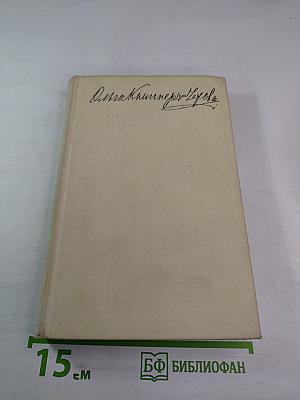 Ольга Книппер-Чехова
15 см
БФ БИБЛИОФАН